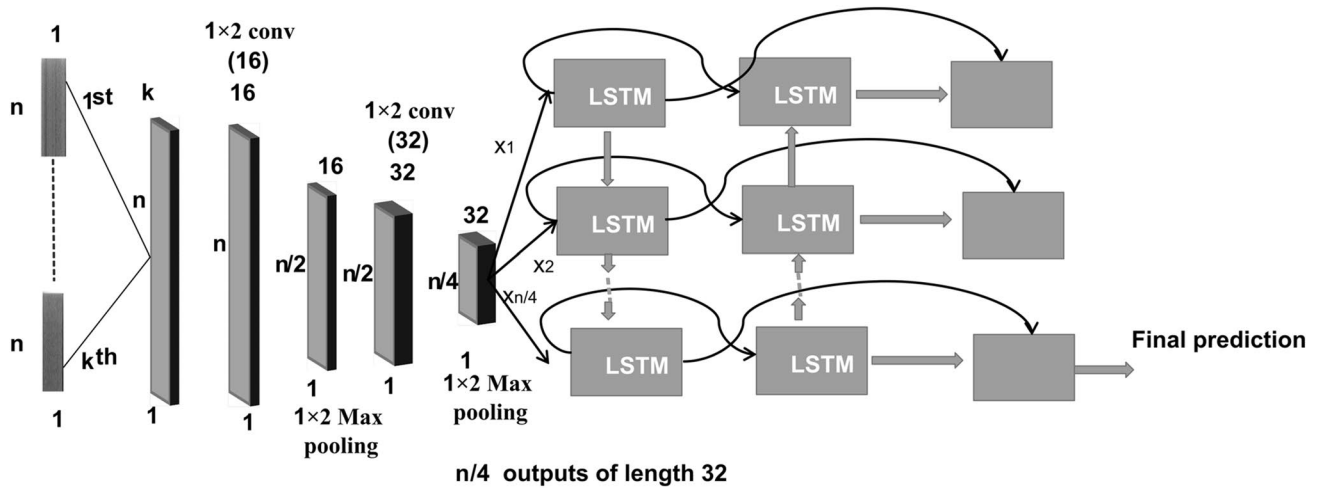 1
n
1st
n
kth
1
k
n
1
1×2 conv
(16)
16
n
1
16
n/2
1
1×2 Max
pooling
1×2 conv
(32)
32
n/2
1
32
n/4
1
1×2 Max
pooling
X1
X2
Xn/4
LSTM
LSTM
LSTM
LSTM
LSTM
LSTM
Final prediction
n/4 outputs of length 32